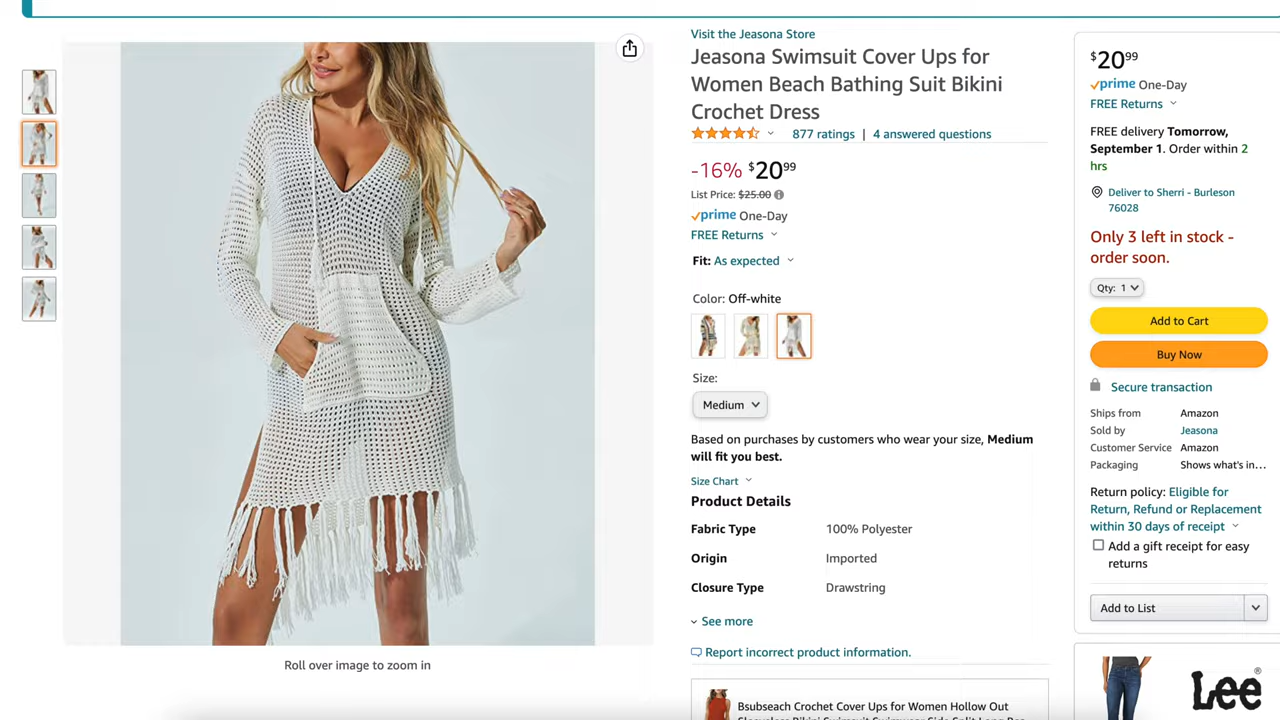 Visit the Jeasona Store
Jeasona Swimsuit Cover Ups for
Women Beach Bathing Suit Bikini
Crochet Dress
877 ratings | 4 answered questions
-16% $20 99
List Price: $25.00
prime One-Day
FREE Returns
Fit: As expected
Color: Off-white
Size:
Medium
Based on purchases by customers who wear your size, Medium
will fit you best.
Size Chart
Product Details
Fabric Type 100% Polyester
Origin Imported
Closure Type Drawstring
See more
Report incorrect product information.
Bsubseach Crochet Cover Ups for Women Hollow Out
Roll over image to zoom in
$20 99
prime One-Day
FREE Returns
FREE delivery Tomorrow,
September 1. Order within 2
hrs
Deliver to Sherri - Burleson
76028
Only 3 left in stock -
order soon.
Qty: 1
Add to Cart
Buy Now
Secure transaction
Ships from Amazon
Sold by Jeasona
Customer Service Amazon
Packaging Shows what's in...
Return policy: Eligible for
Return, Refund or Replacement
within 30 days of receipt
Add a gift receipt for easy
returns
Add to List
Lee®